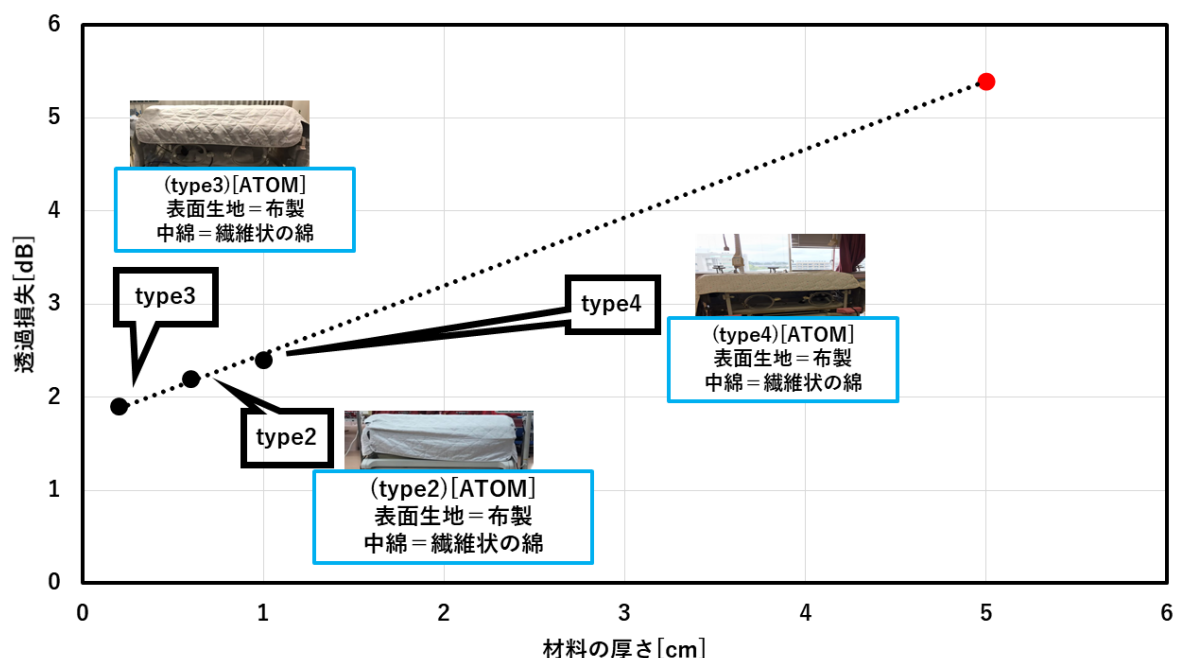 6
5
4
3
2
1
0
透過損失[dB]
(type3)[ATOM]
表面生地＝布製
中綿＝繊維状の綿
type3
type4
(type4)[ATOM]
表面生地＝布製
中綿＝繊維状の綿
type2
(type2)[ATOM]
表面生地＝布製
中綿＝繊維状の綿
0 1 2 3 4 5 6
材料の厚さ[cm]